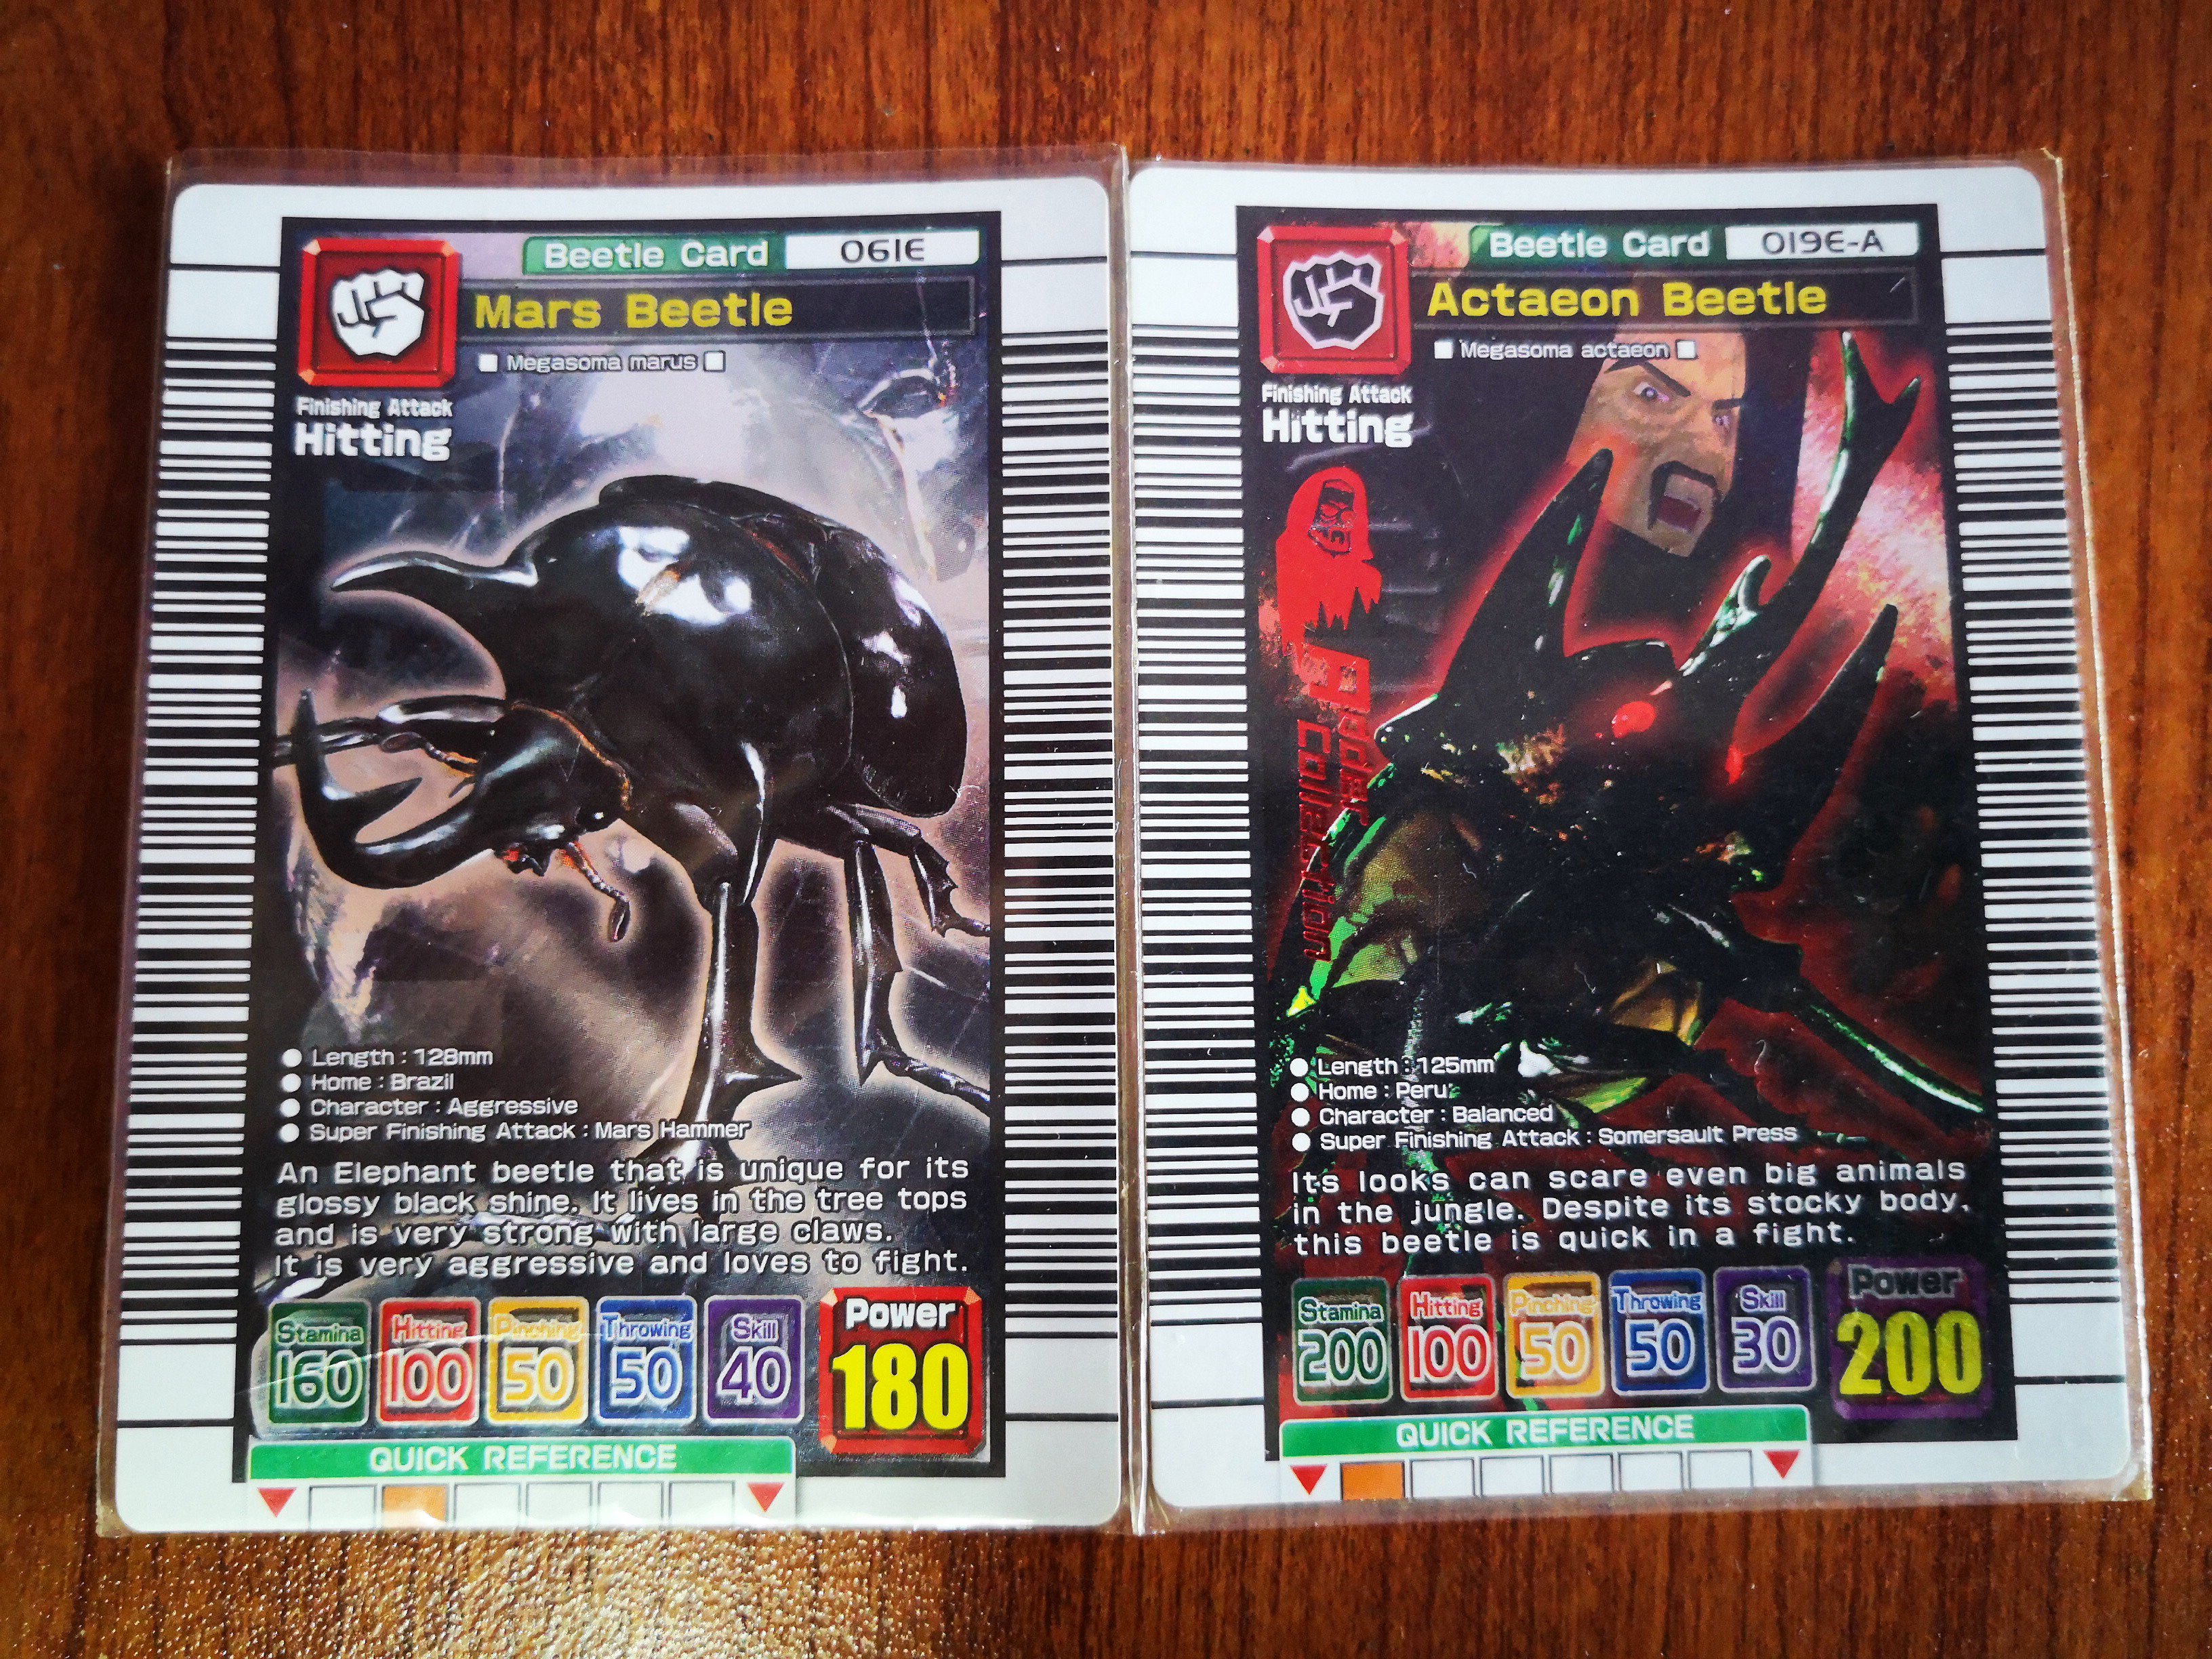 Beetle Card 061E
Mars Beetle
Megasoma marus
Finishing Attack
Hitting
Length : 128mm
Home : Brazil
Character : Aggressive
Super Finishing Attack : Mars Hammer
An Elephant beetle that is unique for its
glossy black shine. It lives in the tree tops
and is very strong with large claws.
It is very aggressive and loves to fight.
Stamina Hitting Pinching Throwing Skill Power
160 100 50 50 40 180
QUICK REFERENCE
Beetle Card 019E-A
Actaeon Beetle
Megasoma actaeon
Finishing Attack
Hitting
Adder
Collection
Length : 125mm
Home : Peru
Character : Balanced
Super Finishing Attack : Somersault Press
Its looks can scare even big animals
in the jungle. Despite its stocky body,
this beetle is quick in a fight.
Stamina Hitting Pinching Throwing Skill Power
200 100 50 50 30 200
QUICK REFERENCE